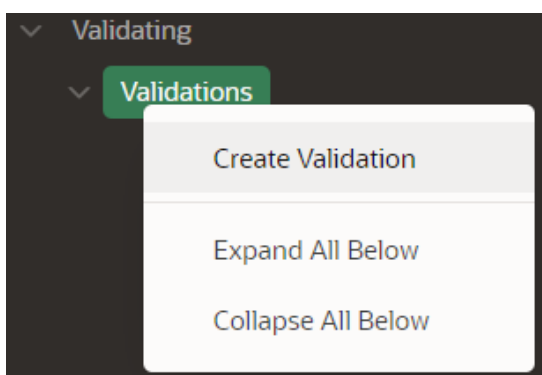 Validating
Validations
Create Validation
Expand All Below
Collapse All Below